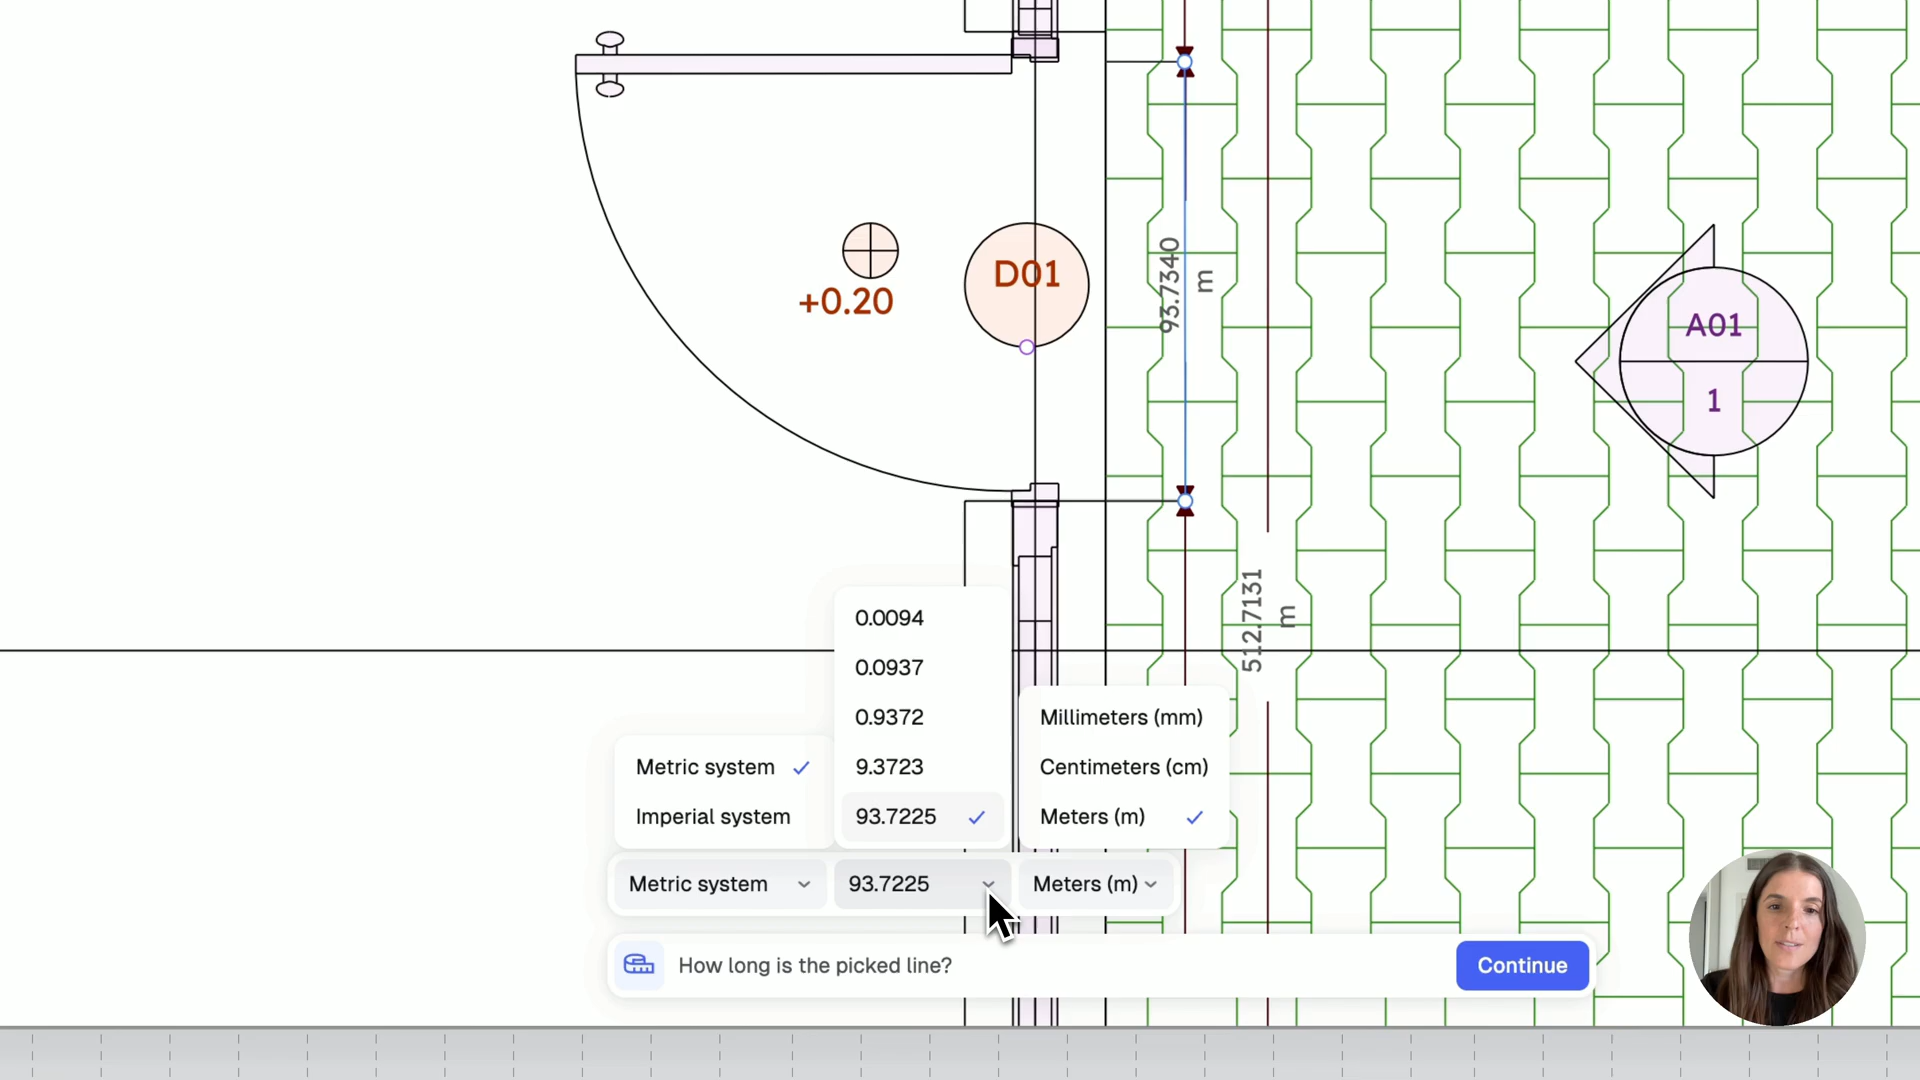 D01
+0.20
93.7340
m
A01
1
512.7131
m
0.0094
0.0937
0.9372
9.3723
93.7225
Millimeters (mm)
Centimeters (cm)
Meters (m)
Metric system
Imperial system
Metric system
93.7225
Meters (m)
How long is the picked line?
Continue